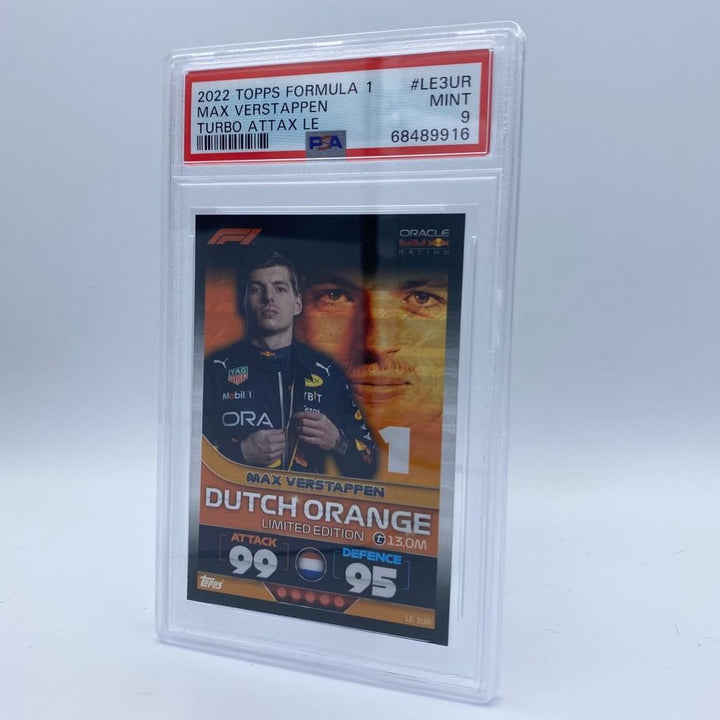 2022 TOPPS FORMULA 1
#LE3UR
MAX VERSTAPPEN
MINT
TURBO ATTAX LE
9
PSA
68489916
F1
ORACLE
Red Bull
RACING
TAG
Mobil 1
ORA
BYBIT
1
MAX VERSTAPPEN
DUTCH ORANGE
LIMITED EDITION
13.0M
ATTACK
99
DEFENCE
95
Topps
LE 3UR